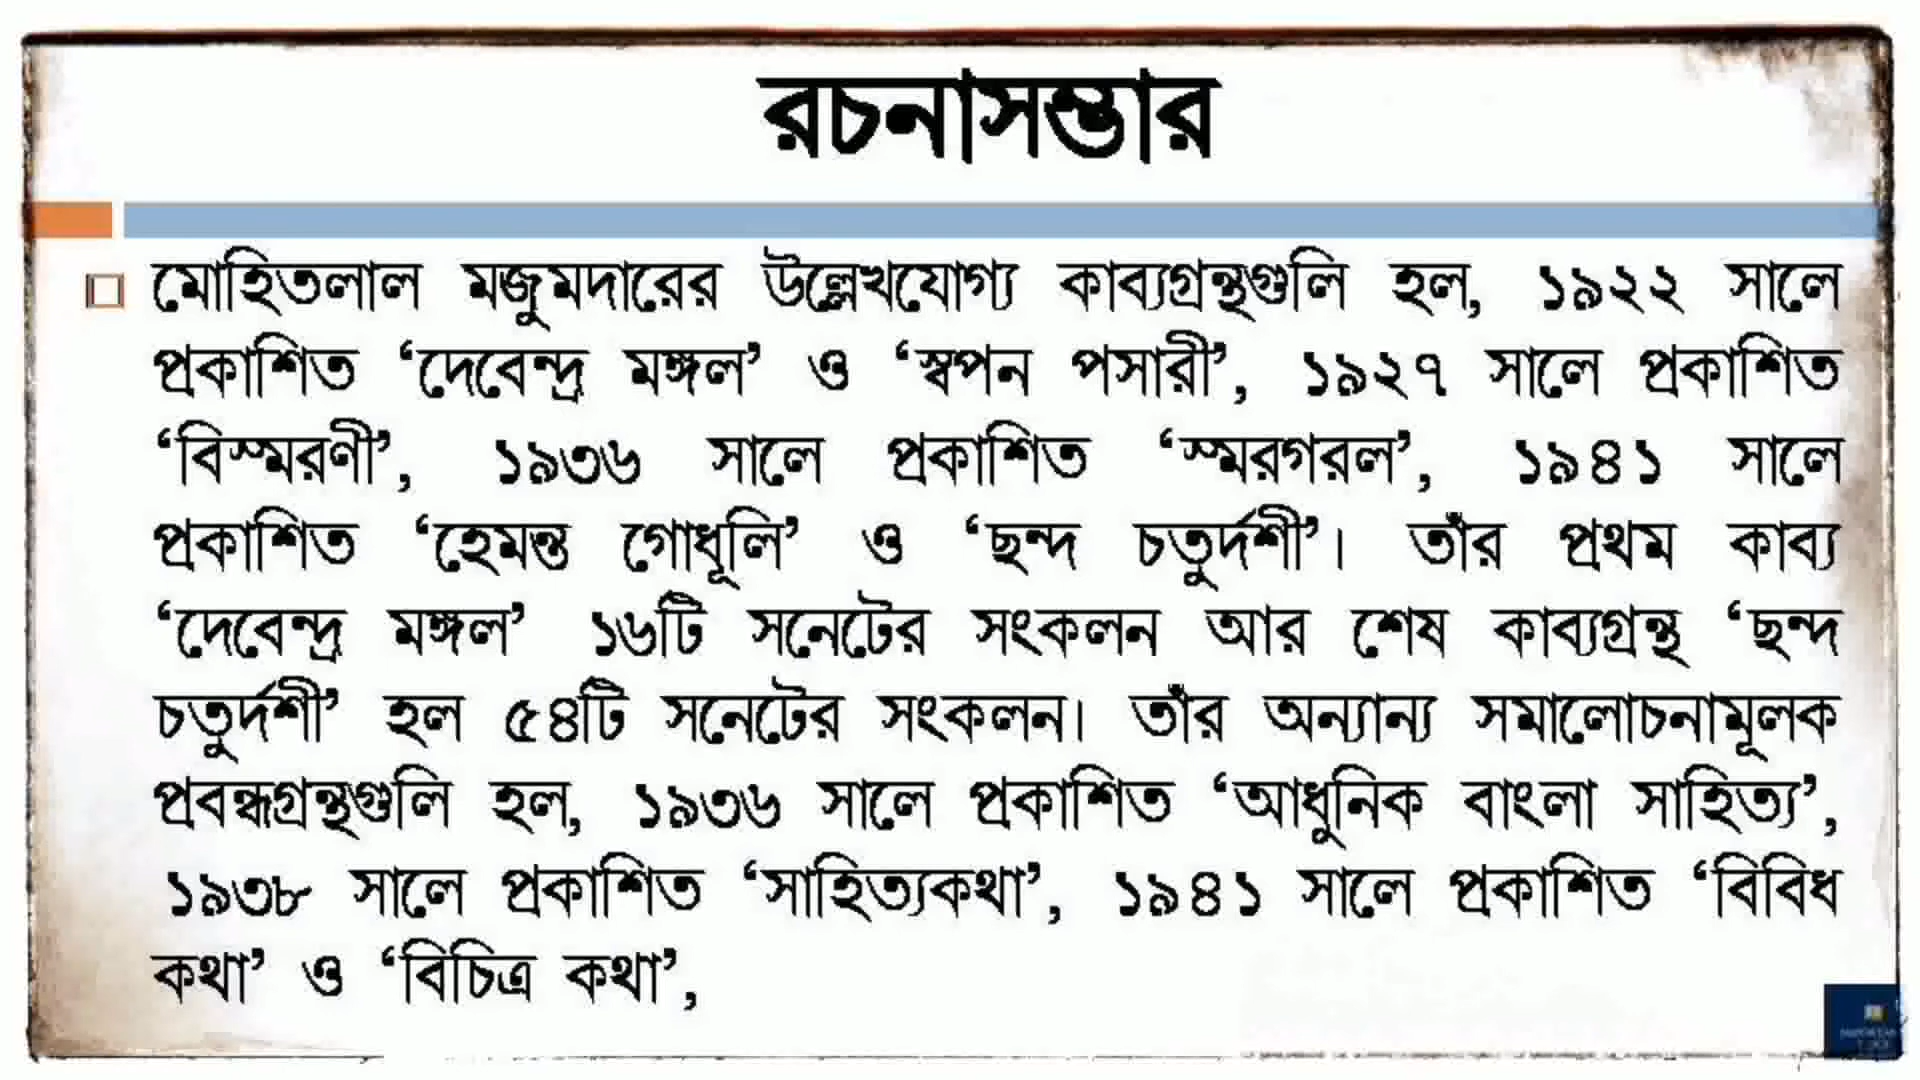 রচনাসম্ভার
মোহিতলাল মজুমদারের উল্লেখযোগ্য কাব্যগ্রন্থগুলি হল, ১৯২২ সালে
প্রকাশিত ‘দেবেন্দ্র মঙ্গল’ ও ‘স্বপন পসারী’, ১৯২৭ সালে প্রকাশিত
‘বিস্মরণী’, ১৯৩৬ সালে প্রকাশিত ‘স্মরগরল’, ১৯৪১ সালে
প্রকাশিত ‘হেমন্ত গোধূলি’ ও ‘ছন্দ চতুর্দশী’। তাঁর প্রথম কাব্য
‘দেবেন্দ্র মঙ্গল’ ১৬টি সনেটের সংকলন আর শেষ কাব্যগ্রন্থ ‘ছন্দ
চতুর্দশী’ হল ৫৪টি সনেটের সংকলন। তাঁর অন্যান্য সমালোচনামূলক
প্রবন্ধগ্রন্থগুলি হল, ১৯৩৬ সালে প্রকাশিত ‘আধুনিক বাংলা সাহিত্য’,
১৯৩৮ সালে প্রকাশিত ‘সাহিত্যকথা’, ১৯৪১ সালে প্রকাশিত ‘বিবিধ
কথা’ ও ‘বিচিত্র কথা’,